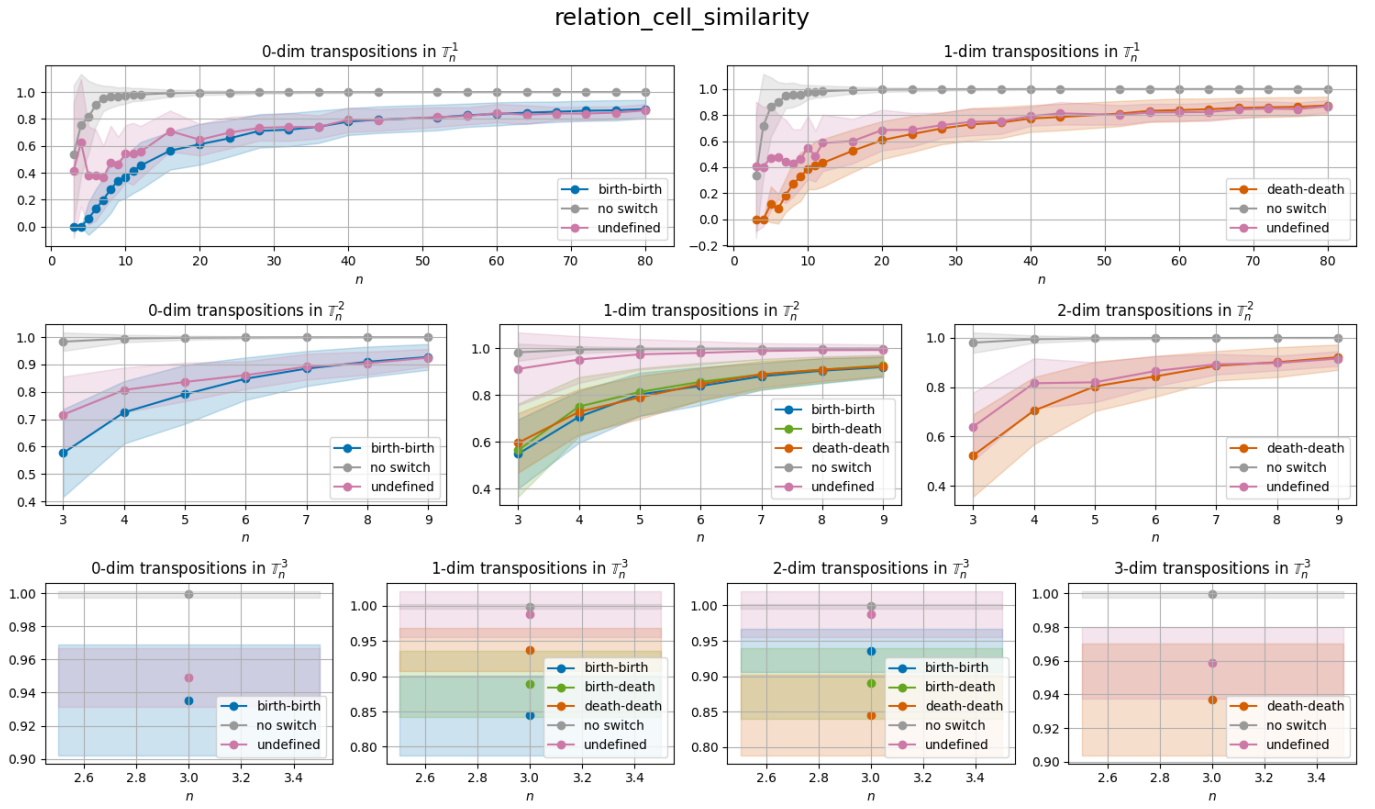 relation_cell_similarity
0-dim transpositions in 𝕋ₙ¹
1.0
0.8
0.6
0.4
0.2
0.0
birth-birth
no switch
undefined
0 10 20 30 40 50 60 70 80
n
1-dim transpositions in 𝕋ₙ¹
1.0
0.8
0.6
0.4
0.2
0.0
−0.2
death-death
no switch
undefined
0 10 20 30 40 50 60 70 80
n
0-dim transpositions in 𝕋ₙ²
1.0
0.9
0.8
0.7
0.6
0.5
0.4
birth-birth
no switch
undefined
3 4 5 6 7 8 9
n
1-dim transpositions in 𝕋ₙ²
1.0
0.8
0.6
0.4
birth-birth
birth-death
death-death
no switch
undefined
3 4 5 6 7 8 9
n
2-dim transpositions in 𝕋ₙ²
1.0
0.8
0.6
0.4
death-death
no switch
undefined
3 4 5 6 7 8 9
n
0-dim transpositions in 𝕋ₙ³
1.00
0.98
0.96
0.94
0.92
0.90
birth-birth
no switch
undefined
2.6 2.8 3.0 3.2 3.4
n
1-dim transpositions in 𝕋ₙ³
1.00
0.95
0.90
0.85
0.80
birth-birth
birth-death
death-death
no switch
undefined
2.6 2.8 3.0 3.2 3.4
n
2-dim transpositions in 𝕋ₙ³
1.00
0.95
0.90
0.85
0.80
birth-birth
birth-death
death-death
no switch
undefined
2.6 2.8 3.0 3.2 3.4
n
3-dim transpositions in 𝕋ₙ³
1.00
0.98
0.96
0.94
0.92
0.90
death-death
no switch
undefined
2.6 2.8 3.0 3.2 3.4
n